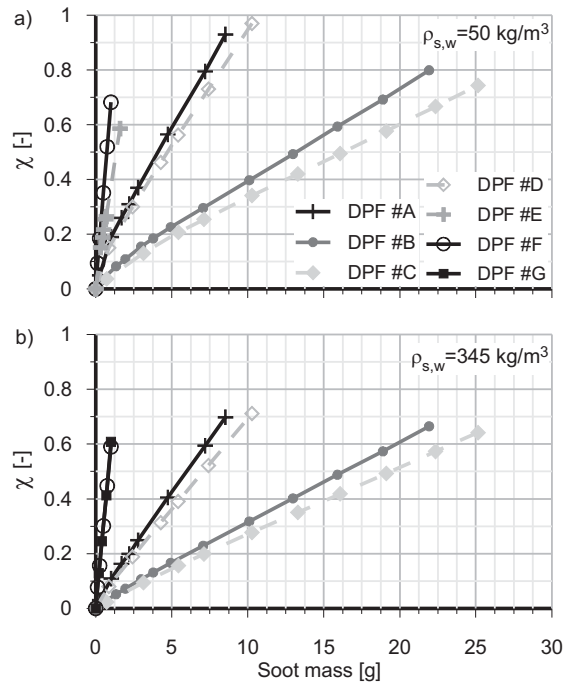 a)
ρs,w=50 kg/m3
1
0.8
0.6
0.4
0.2
0
χ [-]
DPF #A
DPF #B
DPF #C
DPF #D
DPF #E
DPF #F
DPF #G
b)
ρs,w=345 kg/m3
1
0.8
0.6
0.4
0.2
0
χ [-]
0 5 10 15 20 25 30
Soot mass [g]